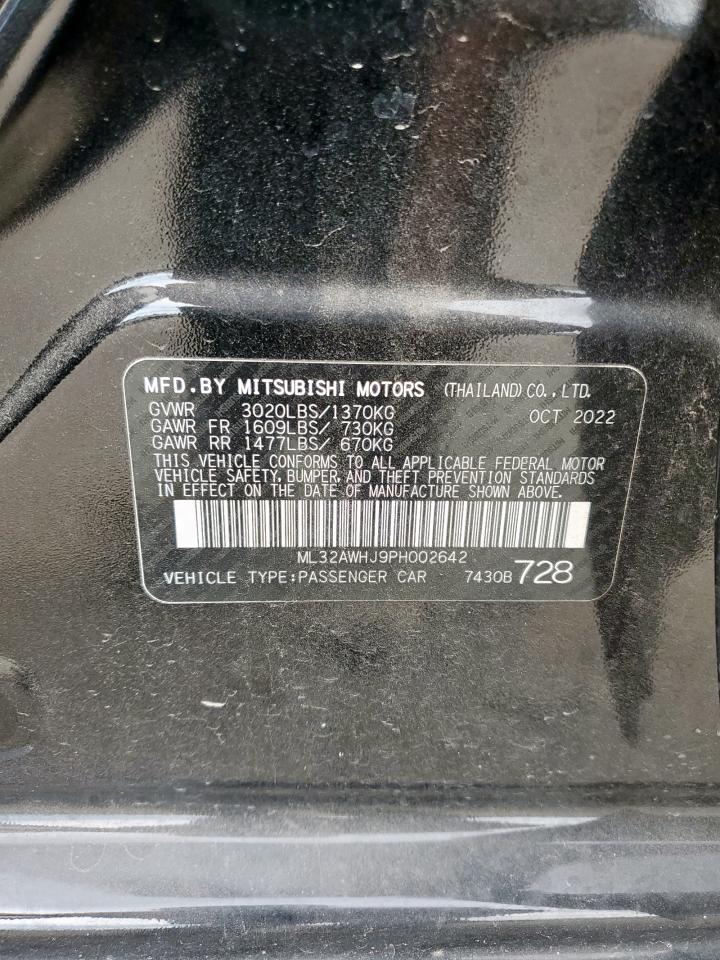 MFD.BY MITSUBISHI MOTORS (THAILAND)CO.,LTD.
GVWR 3020LBS/1370KG OCT 2022
GAWR FR 1609LBS/ 730KG
GAWR RR 1477LBS/ 670KG
THIS VEHICLE CONFORMS TO ALL APPLICABLE FEDERAL MOTOR
VEHICLE SAFETY, BUMPER, AND THEFT PREVENTION STANDARDS
IN EFFECT ON THE DATE OF MANUFACTURE SHOWN ABOVE.
ML32AWHJ9PH002642
VEHICLE TYPE:PASSENGER CAR 7430B 728